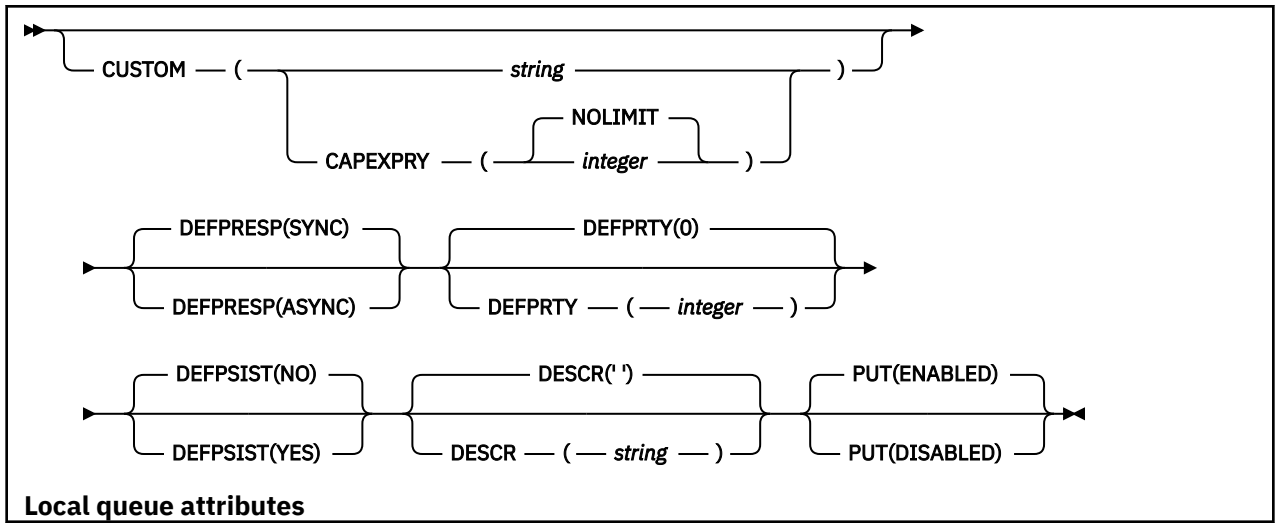 CUSTOM ( string )
NOLIMIT
CAPEXPRY ( integer )
DEFPRESP(SYNC) DEFPRTY(0)
DEFPRESP(ASYNC) DEFPRTY ( integer )
DEFPSIST(NO) DESCR(' ') PUT(ENABLED)
DEFPSIST(YES) DESCR ( string ) PUT(DISABLED)
Local queue attributes